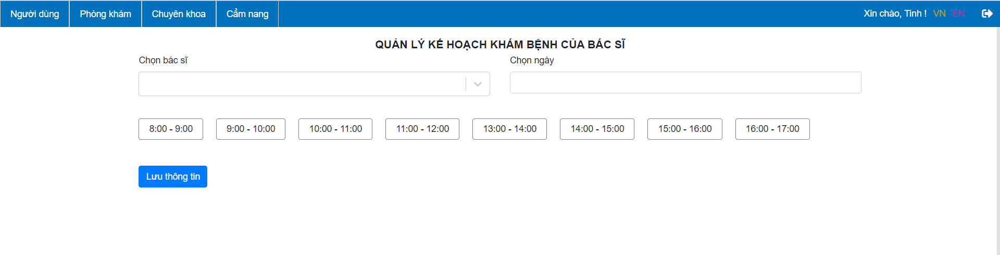 Người dùng Phòng khám Chuyên khoa Cẩm nang Xin chào, Tinh ! VN EN
QUẢN LÝ KẾ HOẠCH KHÁM BỆNH CỦA BÁC SĨ
Chọn bác sĩ Chọn ngày
8:00 - 9:00 9:00 - 10:00 10:00 - 11:00 11:00 - 12:00 13:00 - 14:00 14:00 - 15:00 15:00 - 16:00 16:00 - 17:00
Lưu thông tin